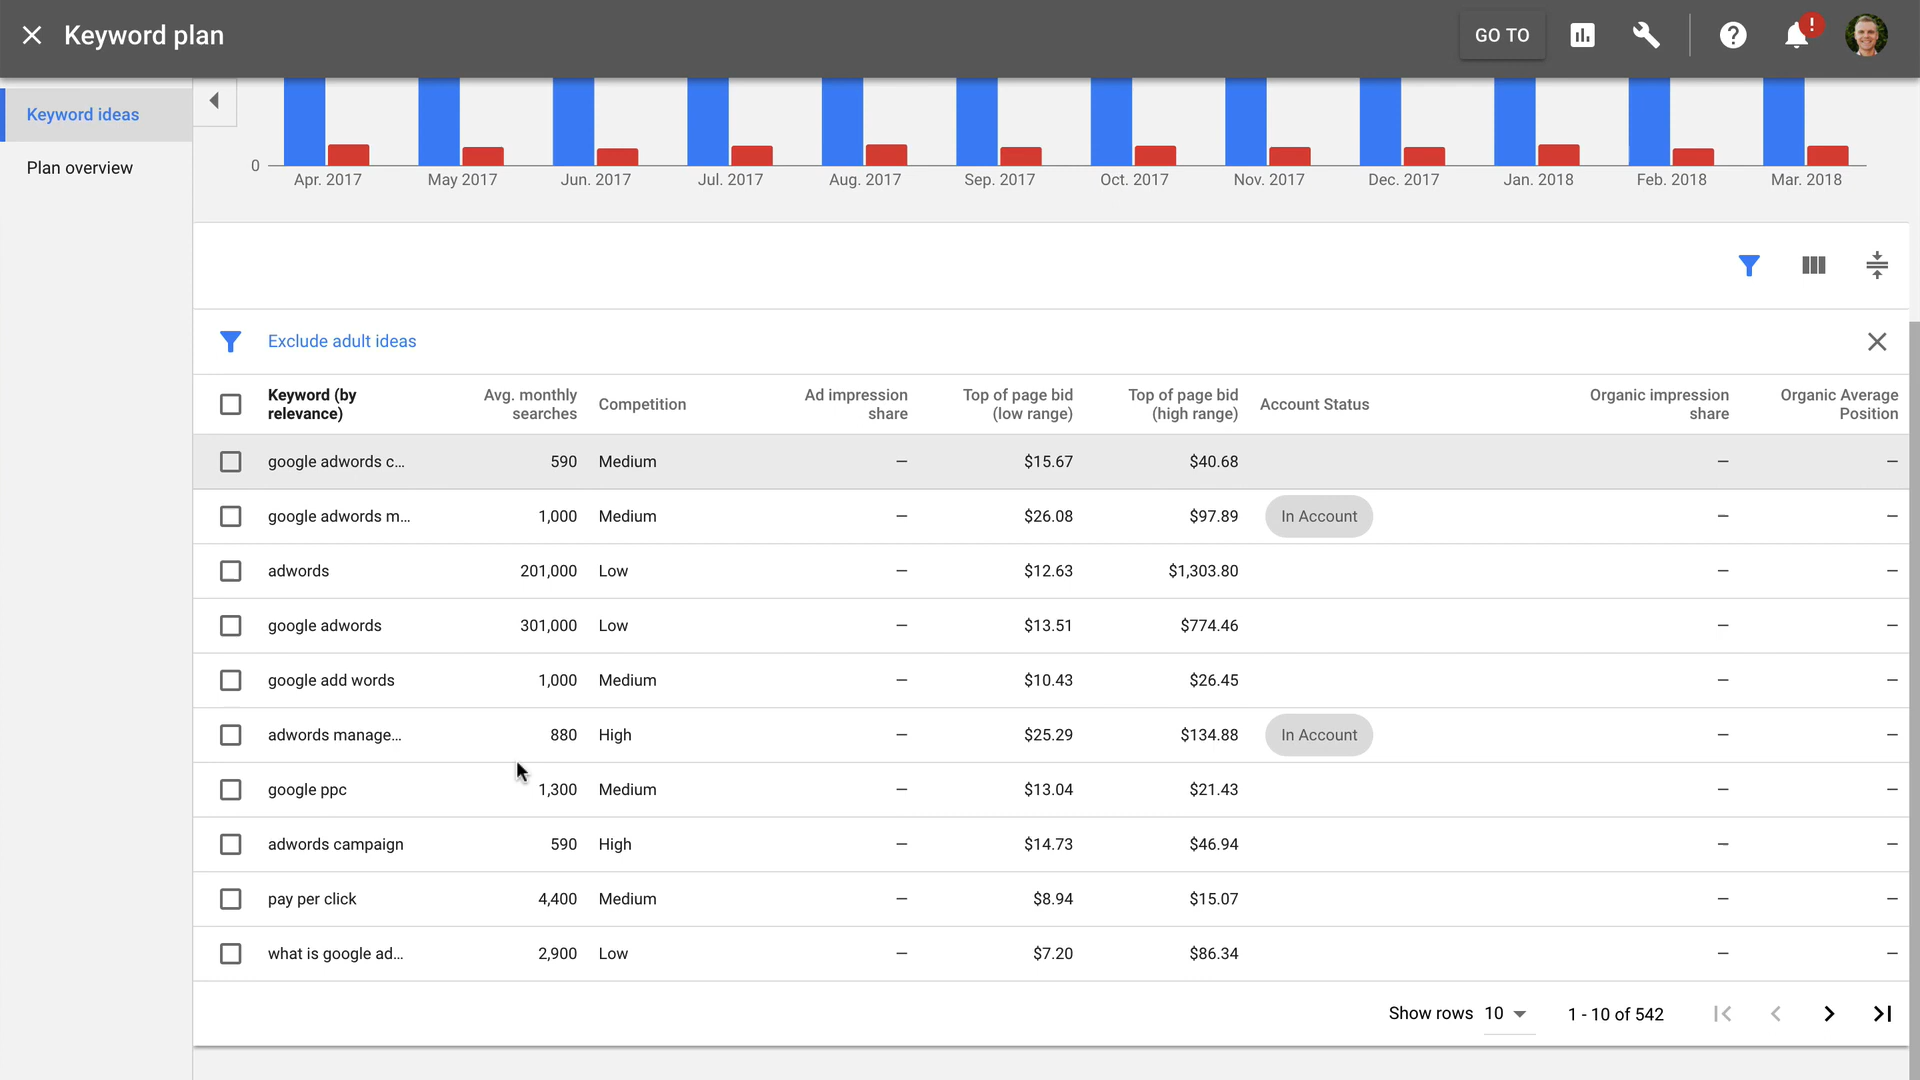 Keyword plan
GO TO
!
Keyword ideas
Plan overview
0
Apr. 2017 May 2017 Jun. 2017 Jul. 2017 Aug. 2017 Sep. 2017 Oct. 2017 Nov. 2017 Dec. 2017 Jan. 2018 Feb. 2018 Mar. 2018
Exclude adult ideas
Keyword (by relevance) Avg. monthly searches Competition Ad impression share Top of page bid (low range) Top of page bid (high range) Account Status Organic impression share Organic Average Position
google adwords c... 590 Medium – $15.67 $40.68 – –
google adwords m... 1,000 Medium – $26.08 $97.89 In Account – –
adwords 201,000 Low – $12.63 $1,303.80 – –
google adwords 301,000 Low – $13.51 $774.46 – –
google add words 1,000 Medium – $10.43 $26.45 – –
adwords manage... 880 High – $25.29 $134.88 In Account – –
google ppc 1,300 Medium – $13.04 $21.43 – –
adwords campaign 590 High – $14.73 $46.94 – –
pay per click 4,400 Medium – $8.94 $15.07 – –
what is google ad... 2,900 Low – $7.20 $86.34 – –
Show rows 10 1 - 10 of 542